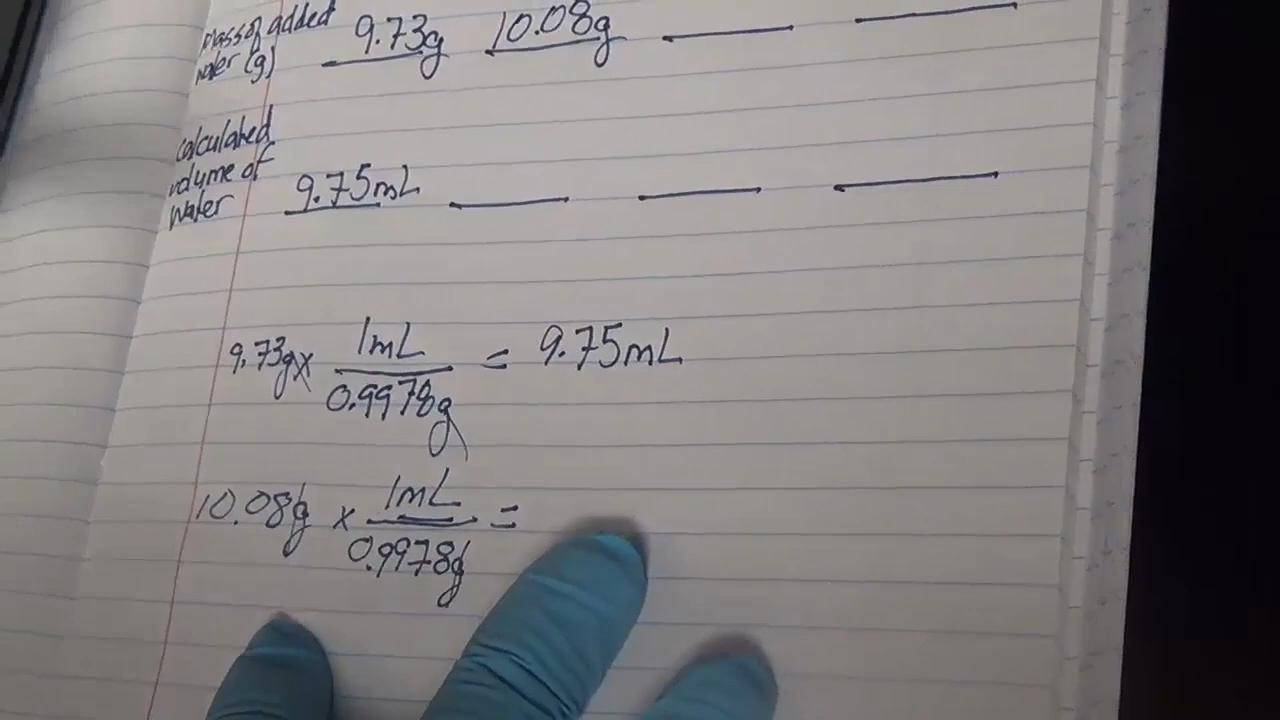 mass of added
water (g)
9.73g 10.08g
calculated
volume of
water
9.75mL
9.73g x 1mL = 9.75mL
0.9978g
10.08g x 1mL =
0.9978g